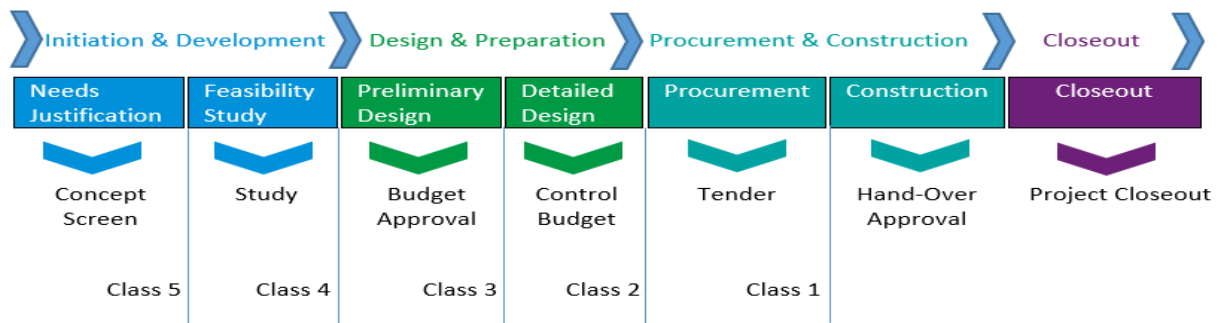 Initiation & Development Design & Preparation Procurement & Construction Closeout
Needs Justification
Feasibility Study
Preliminary Design
Detailed Design
Procurement
Construction
Closeout
Concept Screen
Study
Budget Approval
Control Budget
Tender
Hand-Over Approval
Project Closeout
Class 5
Class 4
Class 3
Class 2
Class 1